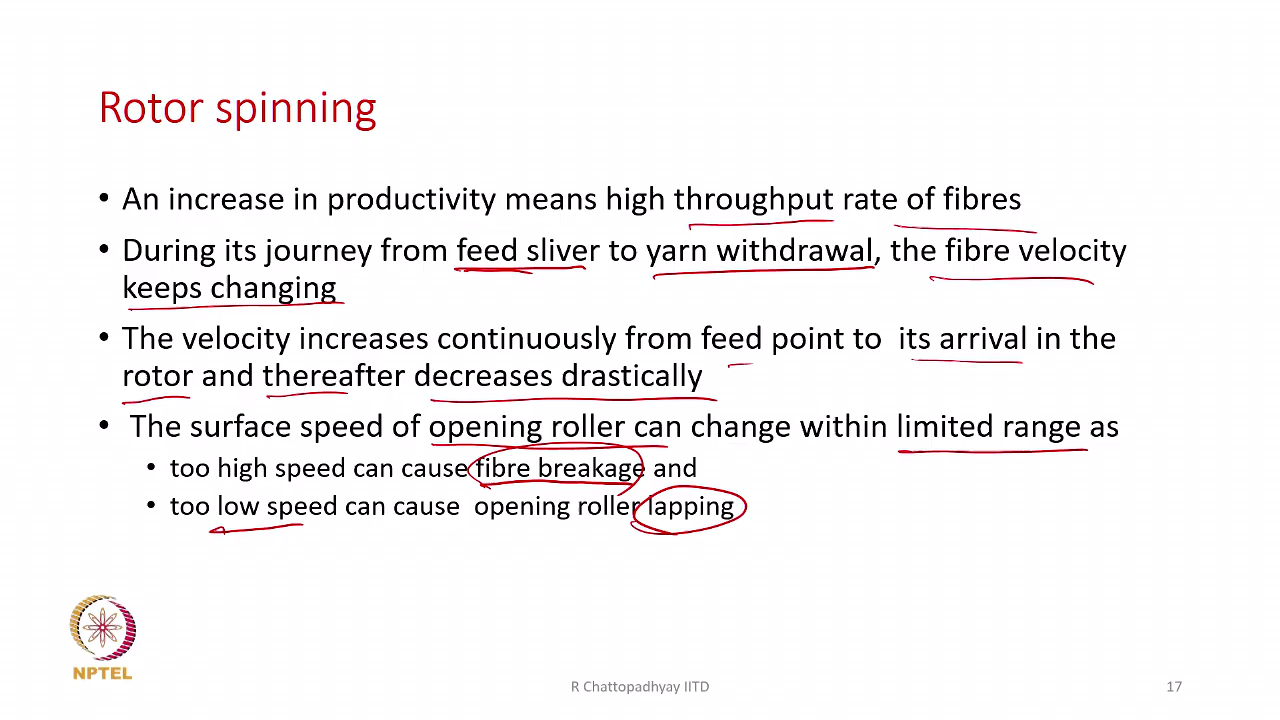 Rotor spinning
• An increase in productivity means high throughput rate of fibres
• During its journey from feed sliver to yarn withdrawal, the fibre velocity
keeps changing
• The velocity increases continuously from feed point to its arrival in the
rotor and thereafter decreases drastically
• The surface speed of opening roller can change within limited range as
• too high speed can cause fibre breakage and
• too low speed can cause opening roller lapping
NPTEL
R Chattopadhyay IITD
17